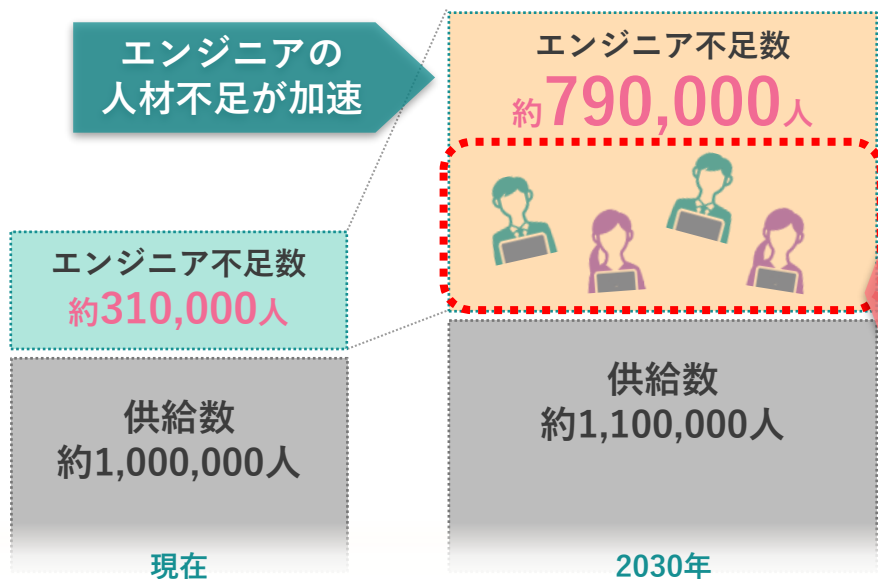 エンジニアの
人材不足が加速
エンジニア不足数
約790,000人
エンジニア不足数
約310,000人
供給数
約1,000,000人
供給数
約1,100,000人
現在
2030年